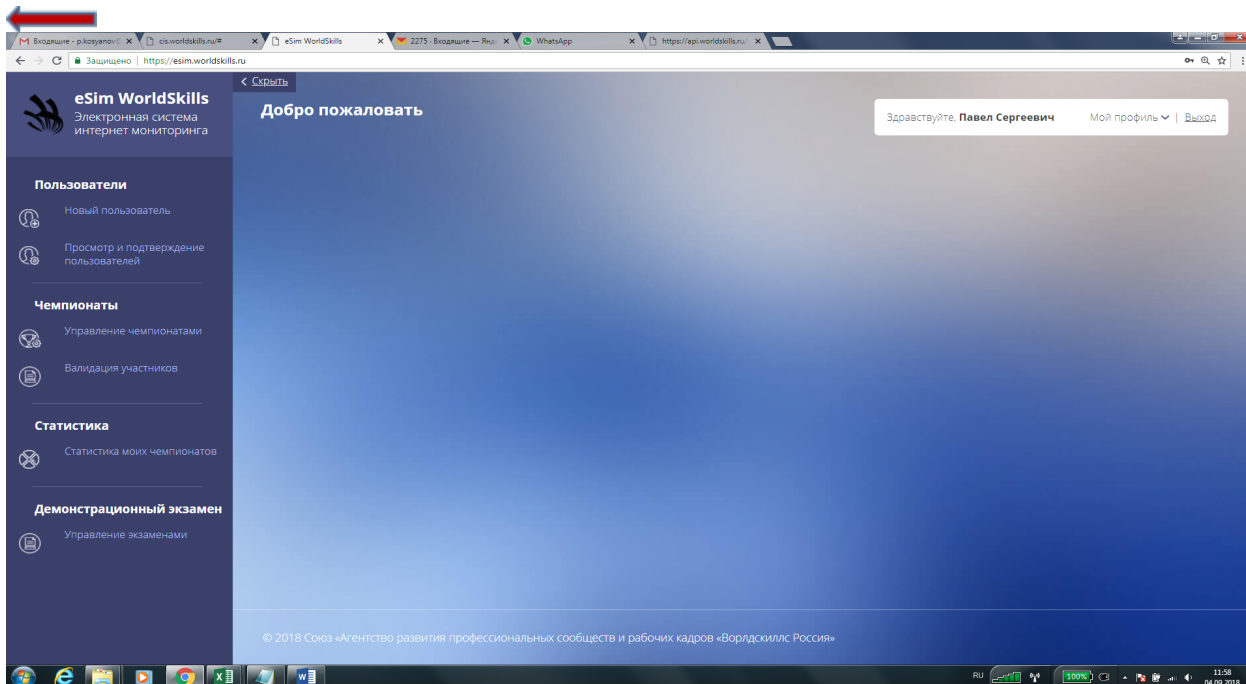 Входящие - p.kosyanov@
cis.worldskills.ru/#
eSim WorldSkills
2275 · Входящие — Янд
WhatsApp
https://api.worldskills.ru/
Защищено | https://esim.worldskills.ru
eSim WorldSkills
Электронная система
интернет мониторинга
Скрыть
Добро пожаловать
Здравствуйте, Павел Сергеевич
Мой профиль | Выход
Пользователи
Новый пользователь
Просмотр и подтверждение
пользователей
Чемпионаты
Управление чемпионатами
Валидация участников
Статистика
Статистика моих чемпионатов
Демонстрационный экзамен
Управление экзаменами
© 2018 Союз «Агентство развития профессиональных сообществ и рабочих кадров «Ворлдскиллс Россия»
RU
100%
11:58
04.09.2018